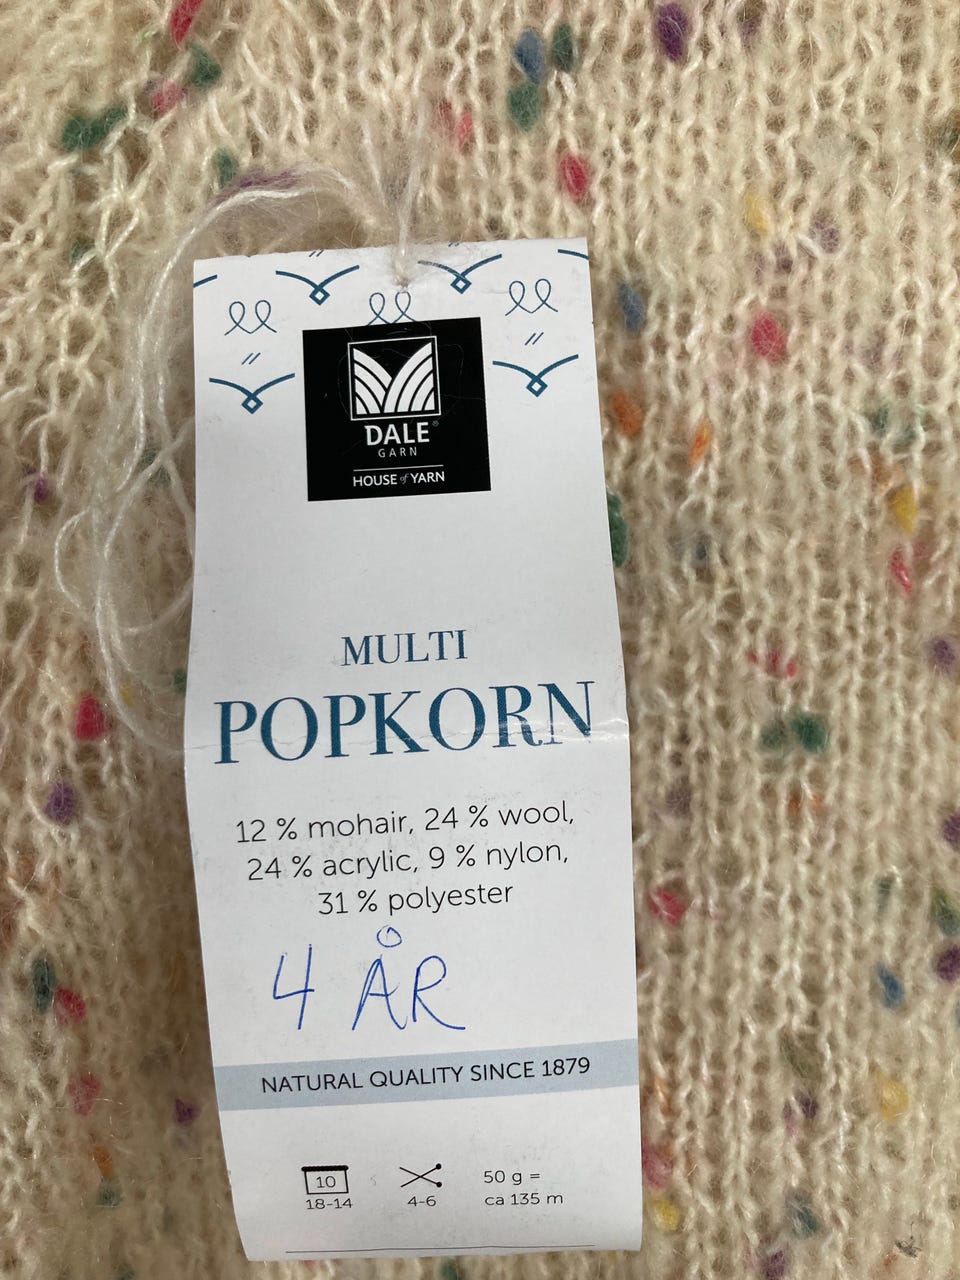 DALE®
GARN
HOUSE of YARN
MULTI
POPKORN
12 % mohair, 24 % wool,
24 % acrylic, 9 % nylon,
31 % polyester
4 ÅR
NATURAL QUALITY SINCE 1879
10
18-14
4-6
50 g =
ca 135 m